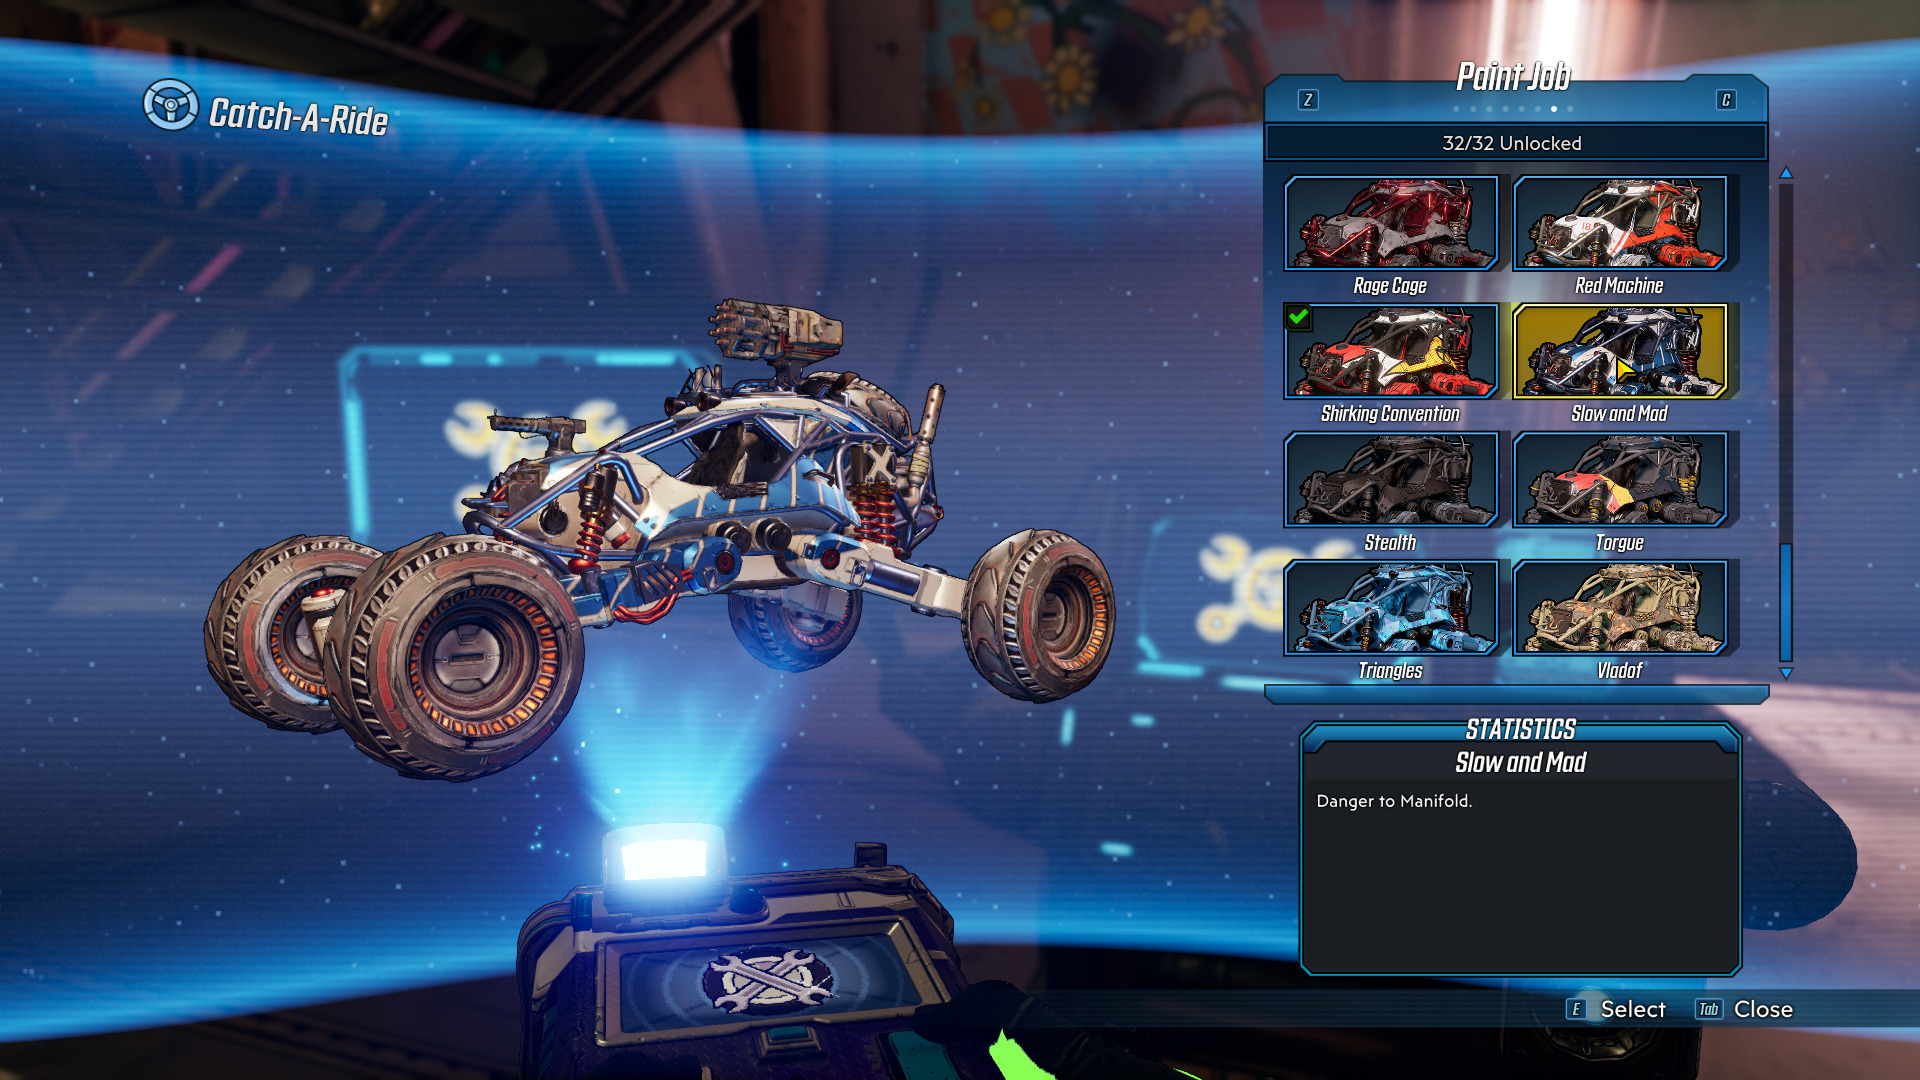 Catch-A-Ride
Paint Job
Z
C
32/32 Unlocked
Rage Cage
Red Machine
Shirking Convention
Slow and Mad
Stealth
Torgue
Triangles
Vladof
STATISTICS
Slow and Mad
Danger to Manifold.
E Select
Tab Close